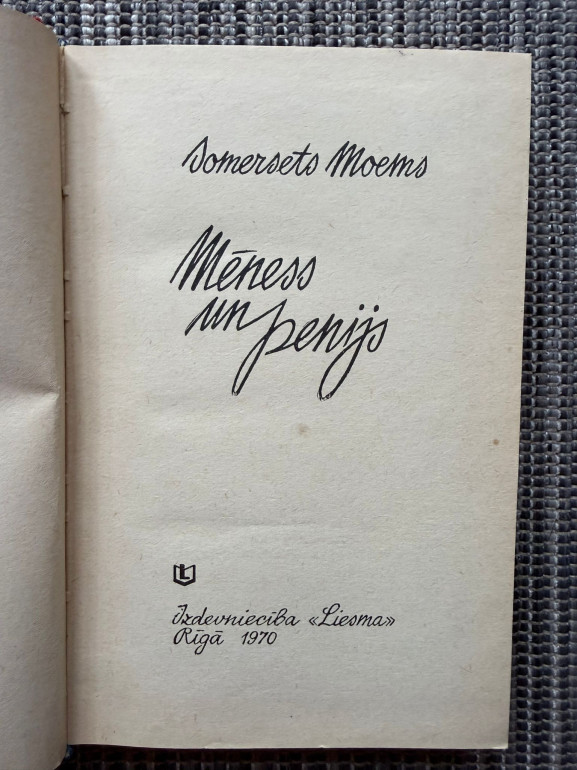 Somersets Moems
Mēness
un penijs
L
Izdevniecība «Liesma»
Rīgā 1970